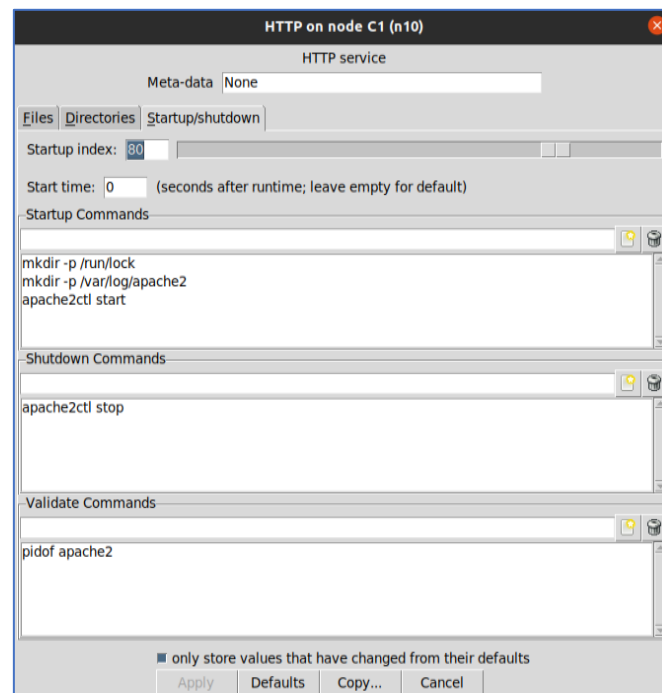 HTTP on node C1 (n10)
HTTP service
Meta-data None
Files Directories Startup/shutdown
Startup index: 80
Start time: 0 (seconds after runtime; leave empty for default)
Startup Commands
mkdir -p /run/lock
mkdir -p /var/log/apache2
apache2ctl start
Shutdown Commands
apache2ctl stop
Validate Commands
pidof apache2
only store values that have changed from their defaults
Apply Defaults Copy... Cancel